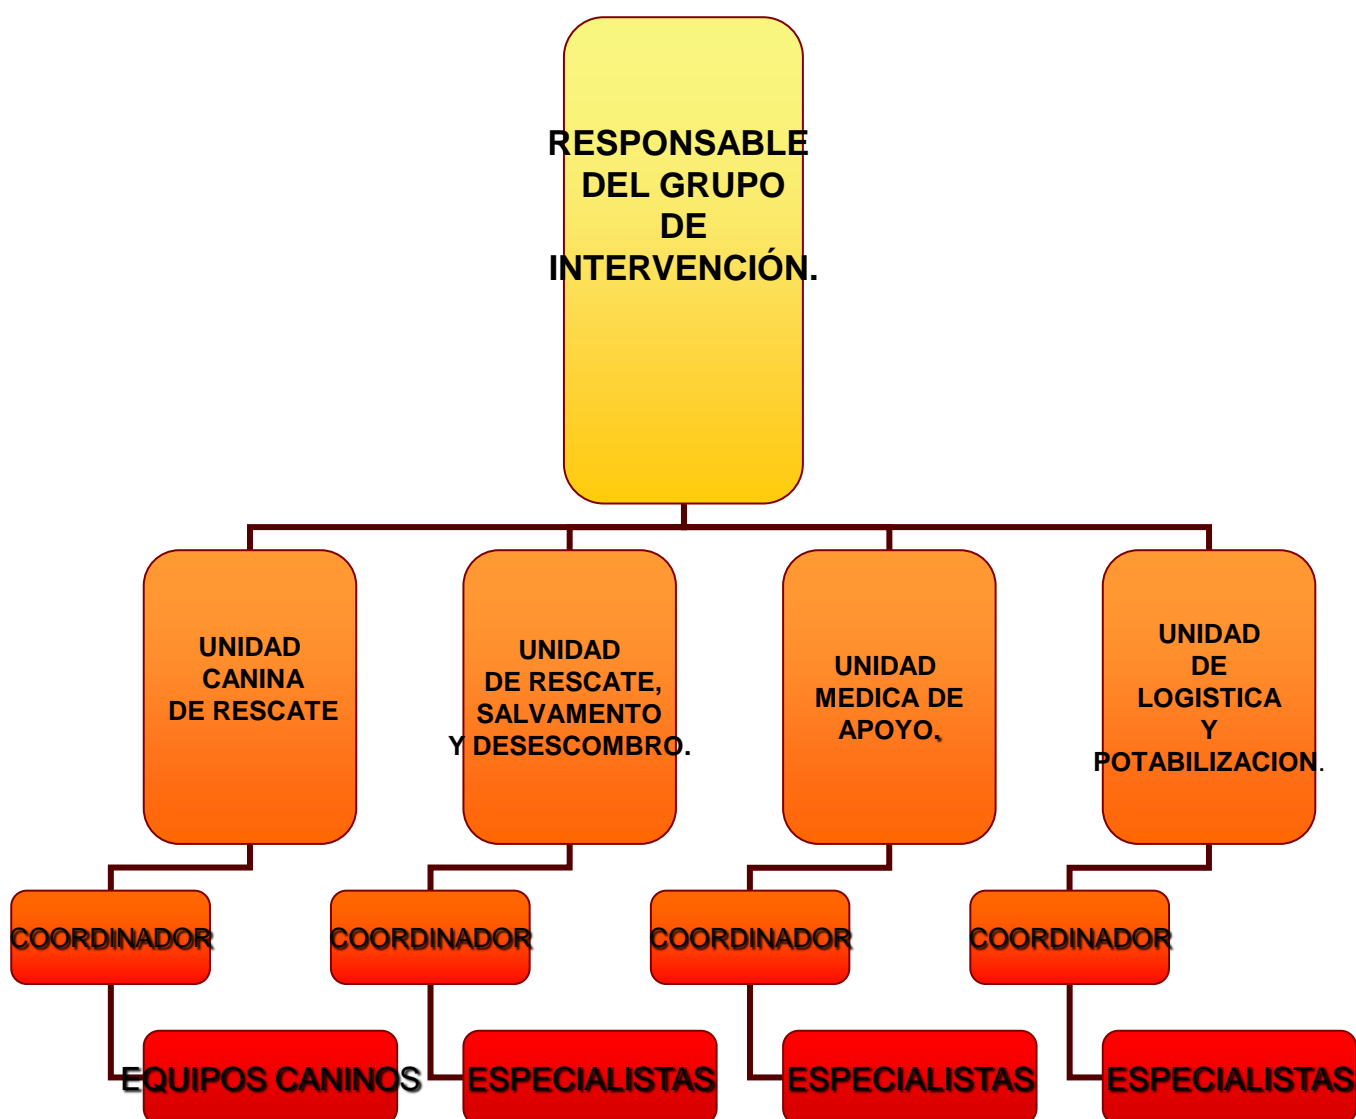 RESPONSABLE
DEL GRUPO
DE
INTERVENCIÓN.
UNIDAD
CANINA
DE RESCATE
UNIDAD
DE RESCATE,
SALVAMENTO
Y DESESCOMBRO.
UNIDAD
MEDICA DE
APOYO.
UNIDAD
DE
LOGISTICA
Y
POTABILIZACION.
COORDINADOR
COORDINADOR
COORDINADOR
COORDINADOR
EQUIPOS CANINOS
ESPECIALISTAS
ESPECIALISTAS
ESPECIALISTAS